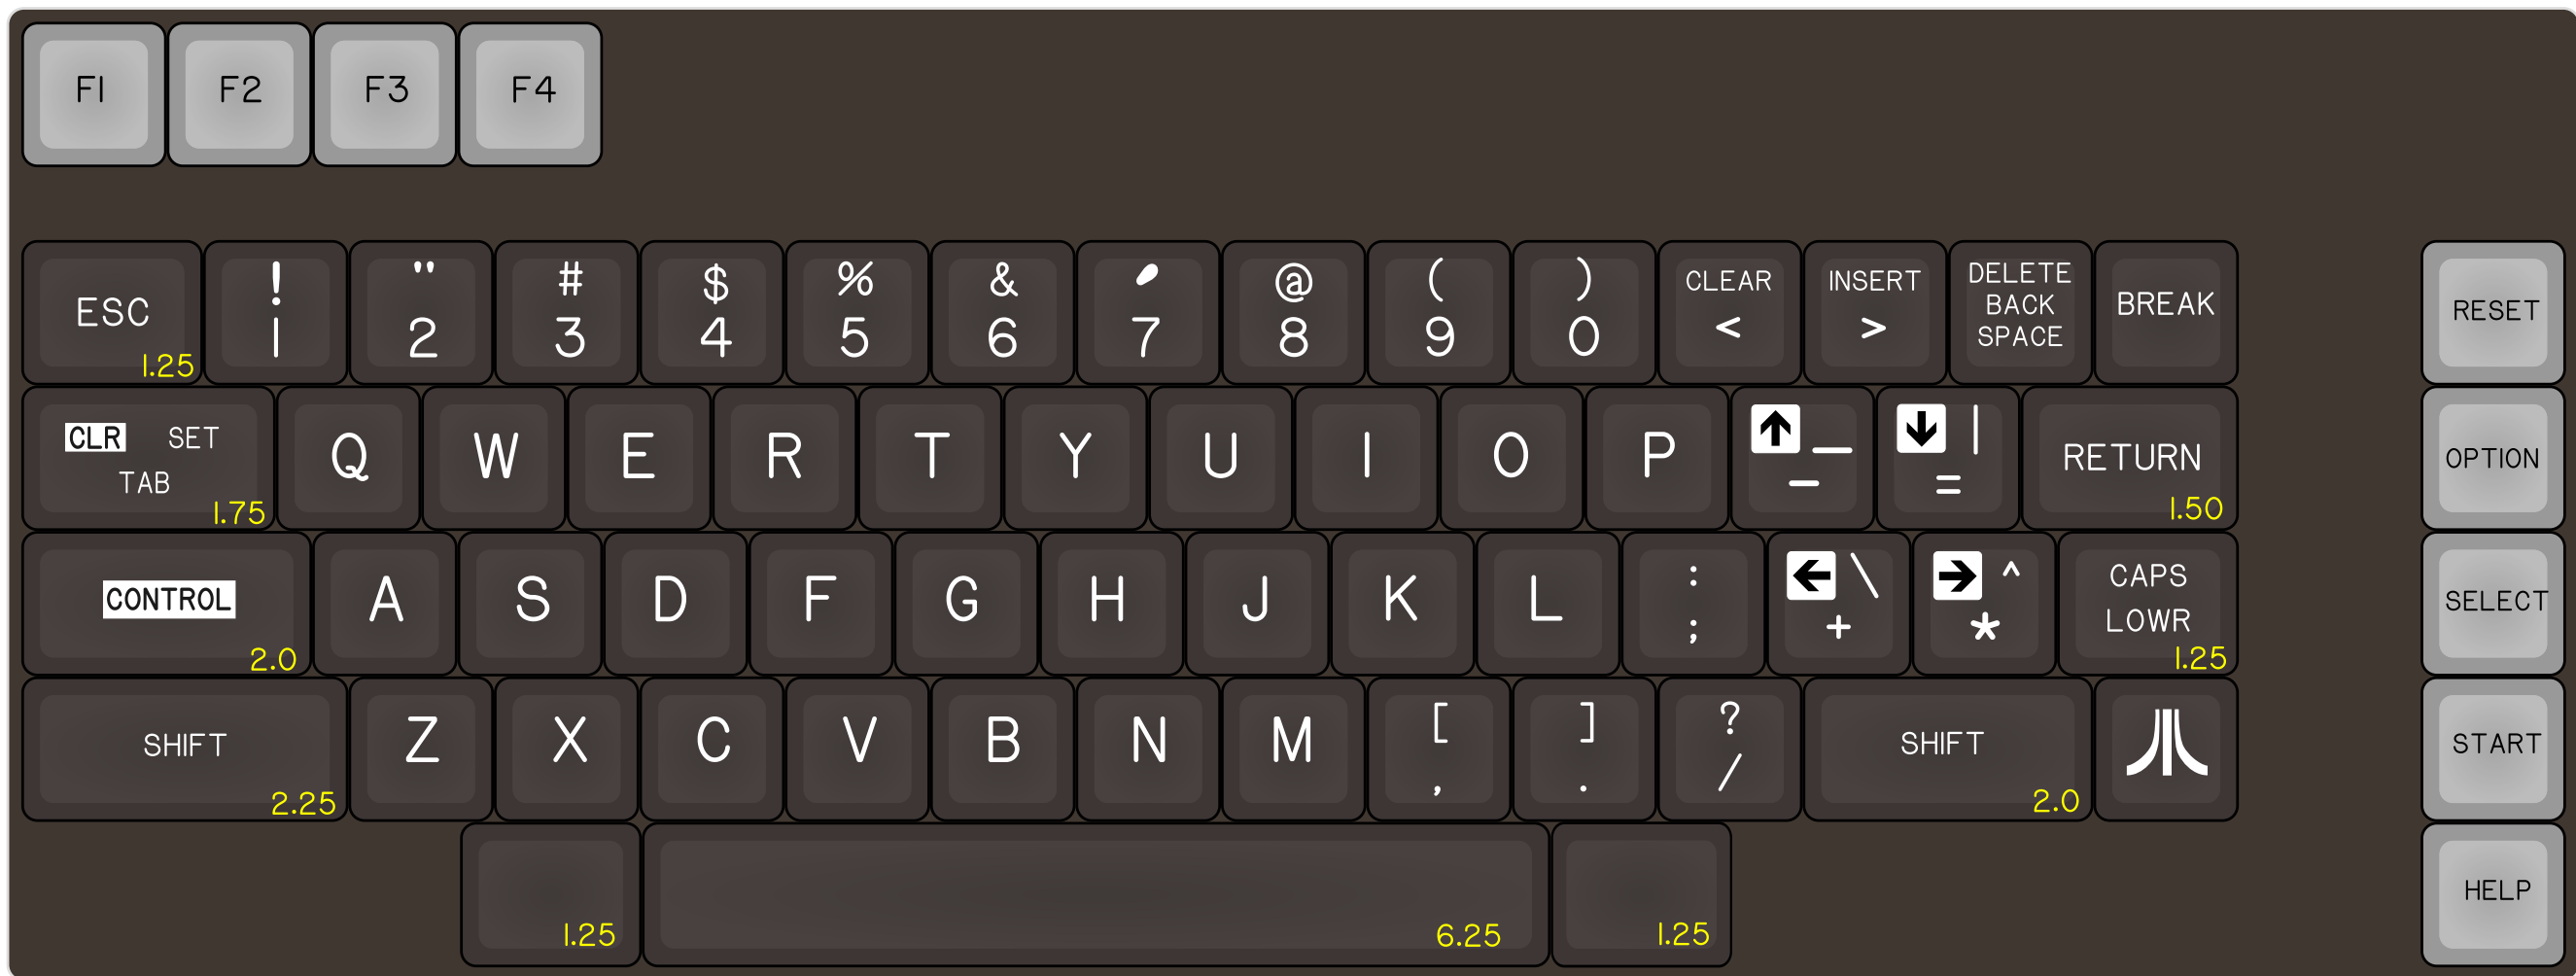 F1 F2 F3 F4
! " # $ % & ' @ ( ) CLEAR INSERT DELETE
BACK
ESC 1 2 3 4 5 6 7 8 9 0 < > SPACE BREAK RESET
1.25
CLR SET Q W E R T Y U I O P ↑ _ ↓ | RETURN OPTION
TAB - =
1.75 1.50
CONTROL A S D F G H J K L : ← \ → ^ CAPS SELECT
; + * LOWR
2.0 1.25
SHIFT Z X C V B N M [ ] ? SHIFT START
, . /
2.25 2.0
HELP
1.25 6.25 1.25